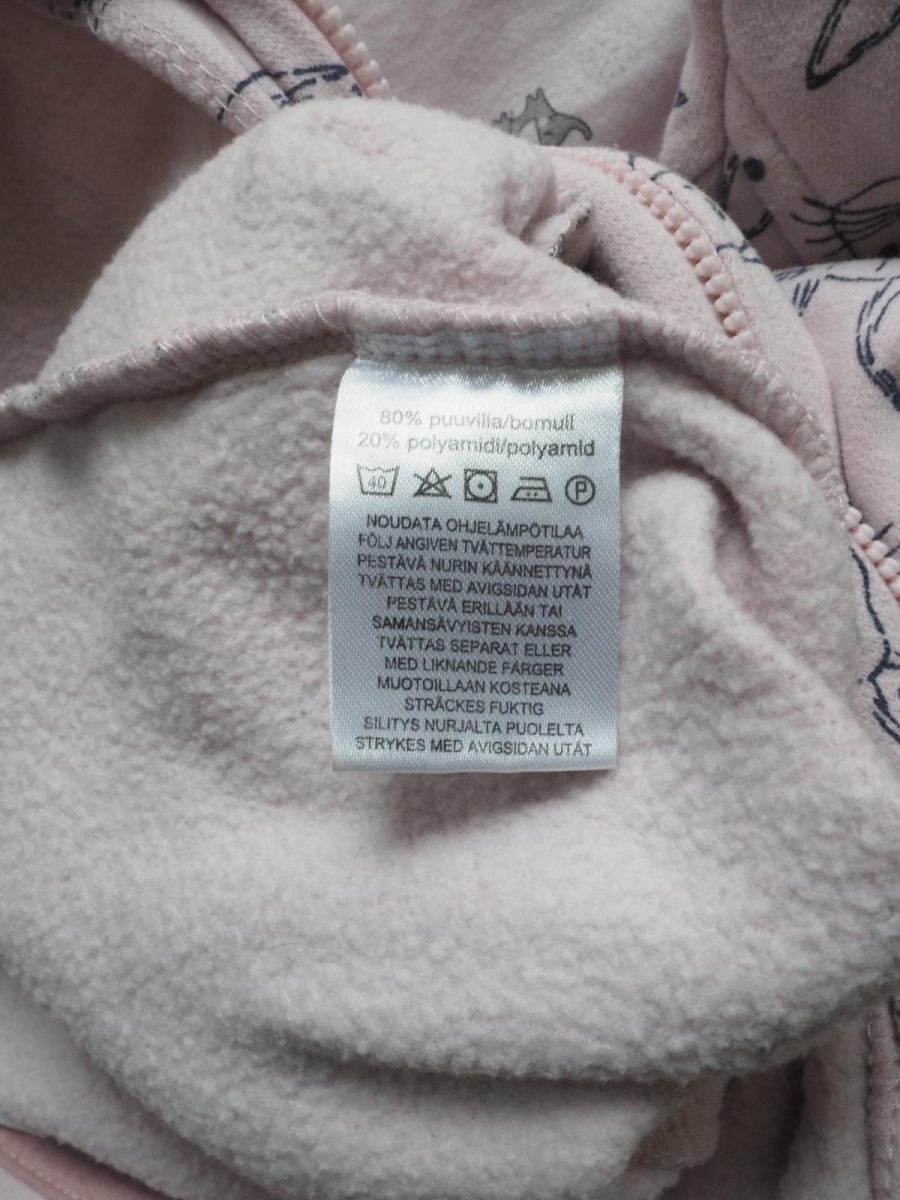 80% puuvilla/bomull
20% polyamidi/polyamid
40 P
NOUDATA OHJELÄMPÖTILAA
FÖLJ ANGIVEN TVÄTTEMPERATUR
PESTÄVÄ NURIN KÄÄNNETTYNÄ
TVÄTTAS MED AVIGSIDAN UTÅT
PESTÄVÄ ERILLÄÄN TAI
SAMANSÄVYISTEN KANSSA
TVÄTTAS SEPARAT ELLER
MED LIKNANDE FÄRGER
MUOTOILLAAN KOSTEANA
STRÄCKES FUKTIG
SILITYS NURJALTA PUOLELTA
STRYKES MED AVIGSIDAN UTÅT